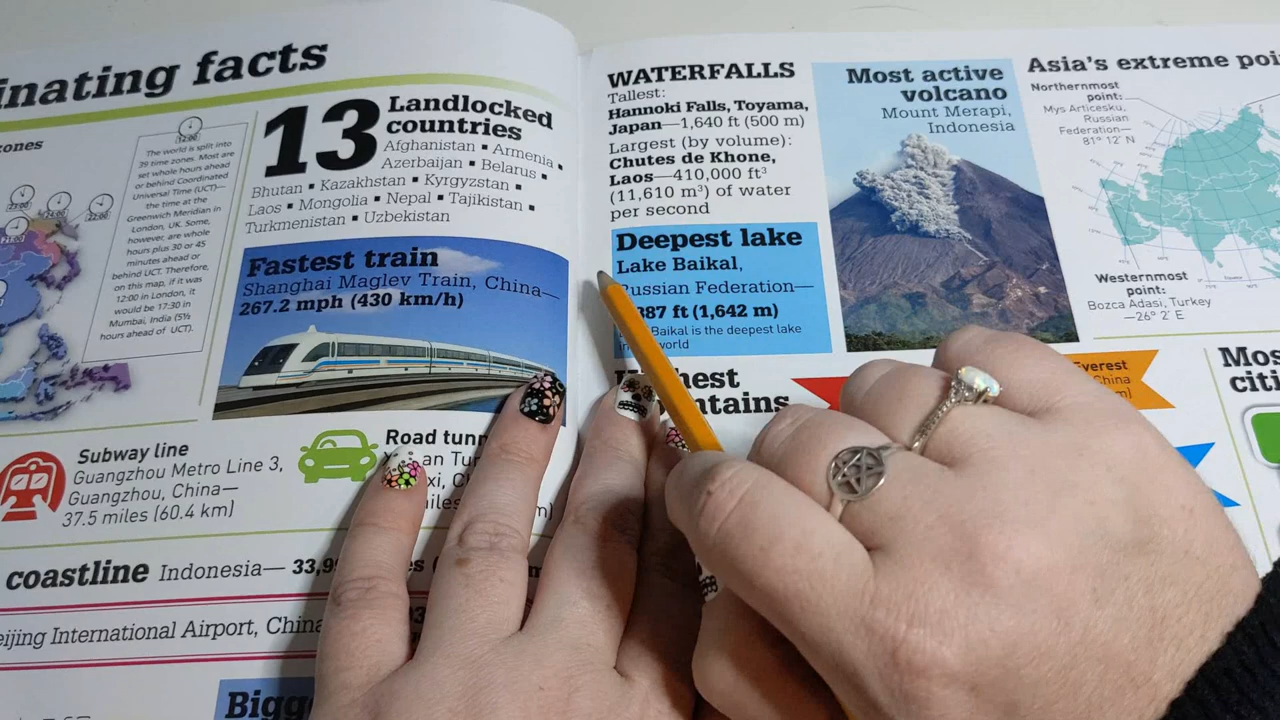 inating facts
zones
12:00
23:00
24:00
22:00
21:00
The world is split into
39 time zones. Most are
set whole hours ahead
or behind Coordinated
Universal Time (UCT)—
the time at the
Greenwich Meridian in
London, UK. Some,
however, are whole
hours plus 30 or 45
minutes ahead or
behind UCT. Therefore,
on this map, if it was
12:00 in London, it
would be 17:30 in
Mumbai, India (5½
hours ahead of UCT).
13 Landlocked
countries
Afghanistan ▪ Armenia ▪
Azerbaijan ▪ Belarus ▪
Bhutan ▪ Kazakhstan ▪ Kyrgyzstan ▪
Laos ▪ Mongolia ▪ Nepal ▪ Tajikistan ▪
Turkmenistan ▪ Uzbekistan
Fastest train
Shanghai Maglev Train, China—
267.2 mph (430 km/h)
Subway line
Guangzhou Metro Line 3,
Guangzhou, China—
37.5 miles (60.4 km)
Road
coastline Indonesia—
eijing International Airport, China
WATERFALLS
Tallest:
Hannoki Falls, Toyama,
Japan—1,640 ft (500 m)
Largest (by volume):
Chutes de Khone,
Laos—410,000 ft³
(11,610 m³) of water
per second
Deepest lake
Lake Baikal,
Russian Federation—
387 ft (1,642 m)
Baikal is the deepest lake
world
Most active
volcano
Mount Merapi,
Indonesia
Asia's extreme poi
Northernmost
point:
Mys Articesku,
Russian
Federation—
81° 12' N
Westernmost
point:
Bozca Adasi, Turkey
—26° 2' E
Everest
China
Mos
citi